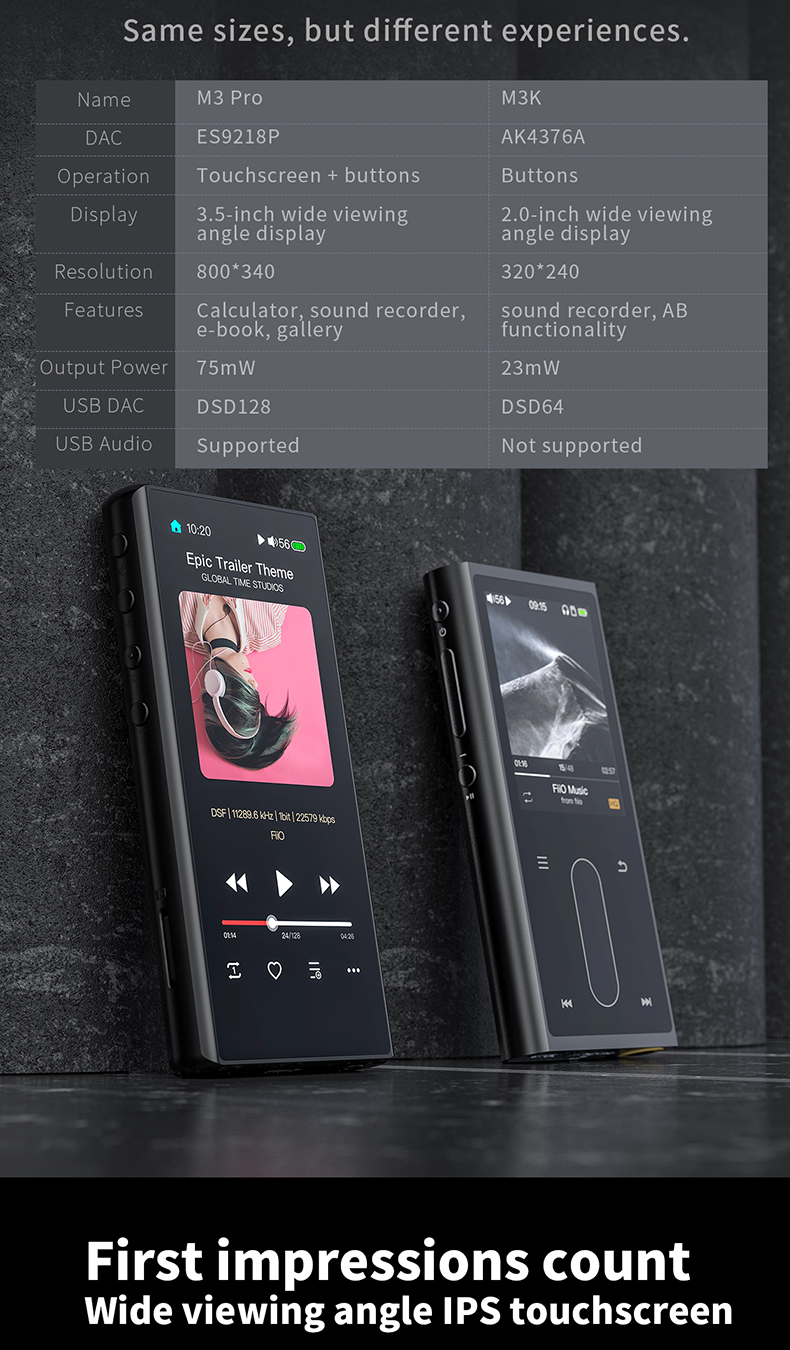 Same sizes, but different experiences.
Name M3 Pro M3K
DAC ES9218P AK4376A
Operation Touchscreen + buttons Buttons
Display 3.5-inch wide viewing 2.0-inch wide viewing
angle display angle display
Resolution 800*340 320*240
Features Calculator, sound recorder, sound recorder, AB
e-book, gallery functionality
Output Power 75mW 23mW
USB DAC DSD128 DSD64
USB Audio Supported Not supported
10:20 56
Epic Trailer Theme
GLOBAL TIME STUDIOS
DSF | 11289.6 kHz | 1bit | 22579 kbps
FiiO
01:14 24/128 04:26
1
56 09:15
01:16 15/48 02:57
FiiO Music
from fiio
HQ
First impressions count
Wide viewing angle IPS touchscreen